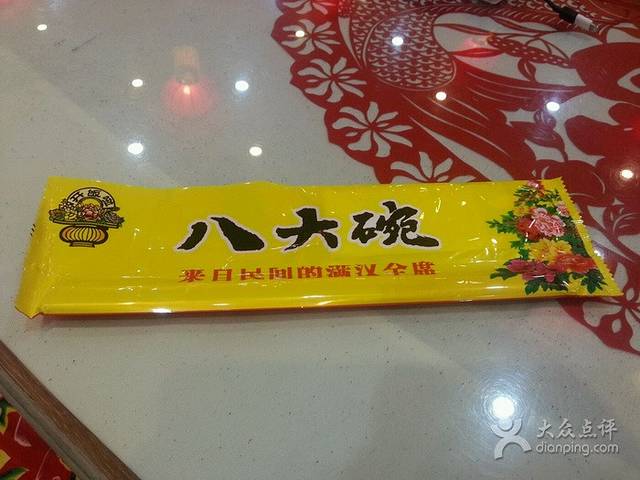 八大碗
来自民间的满汉全席
大众点评
dianping.com